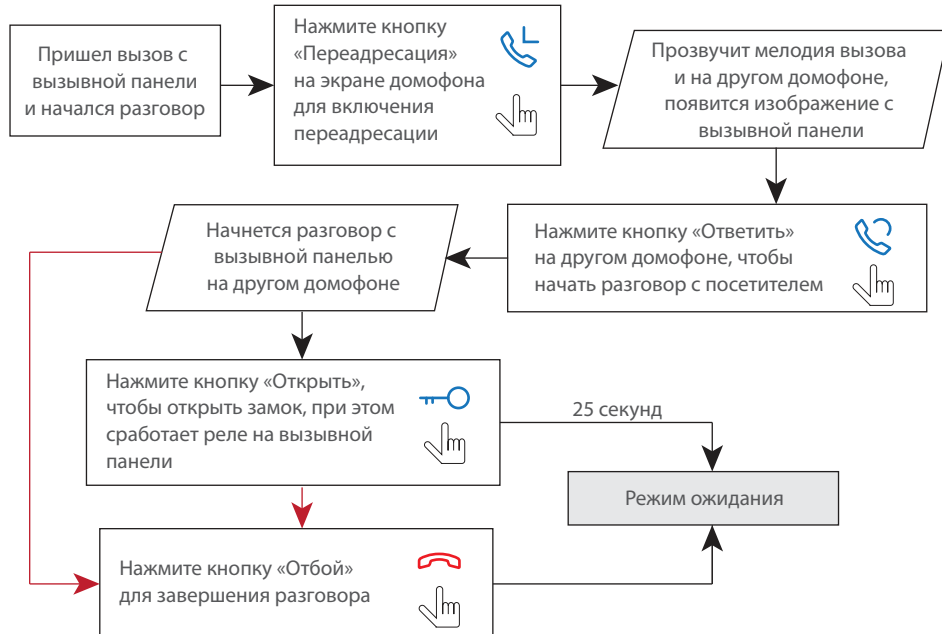 Пришел вызов с
вызывной панели
и начался разговор
Нажмите кнопку
«Переадресация»
на экране домофона
для включения
переадресации
Прозвучит мелодия вызова
и на другом домофоне,
появится изображение с
вызывной панели
Нажмите кнопку «Ответить»
на другом домофоне, чтобы
начать разговор с посетителем
Начнется разговор с
вызывной панелью
на другом домофоне
Нажмите кнопку «Открыть»,
чтобы открыть замок, при этом
сработает реле на вызывной
панели
25 секунд
Режим ожидания
Нажмите кнопку «Отбой»
для завершения разговора